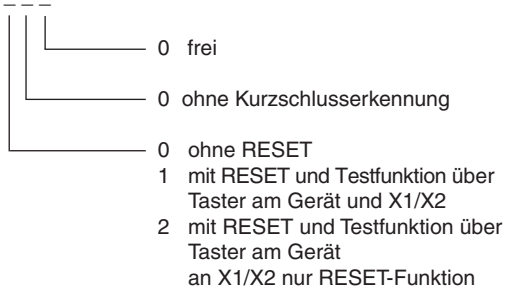 _ _ _
0 frei
0 ohne Kurzschlusserkennung
0 ohne RESET
1 mit RESET und Testfunktion über
Taster am Gerät und X1/X2
2 mit RESET und Testfunktion über
Taster am Gerät
an X1/X2 nur RESET-Funktion